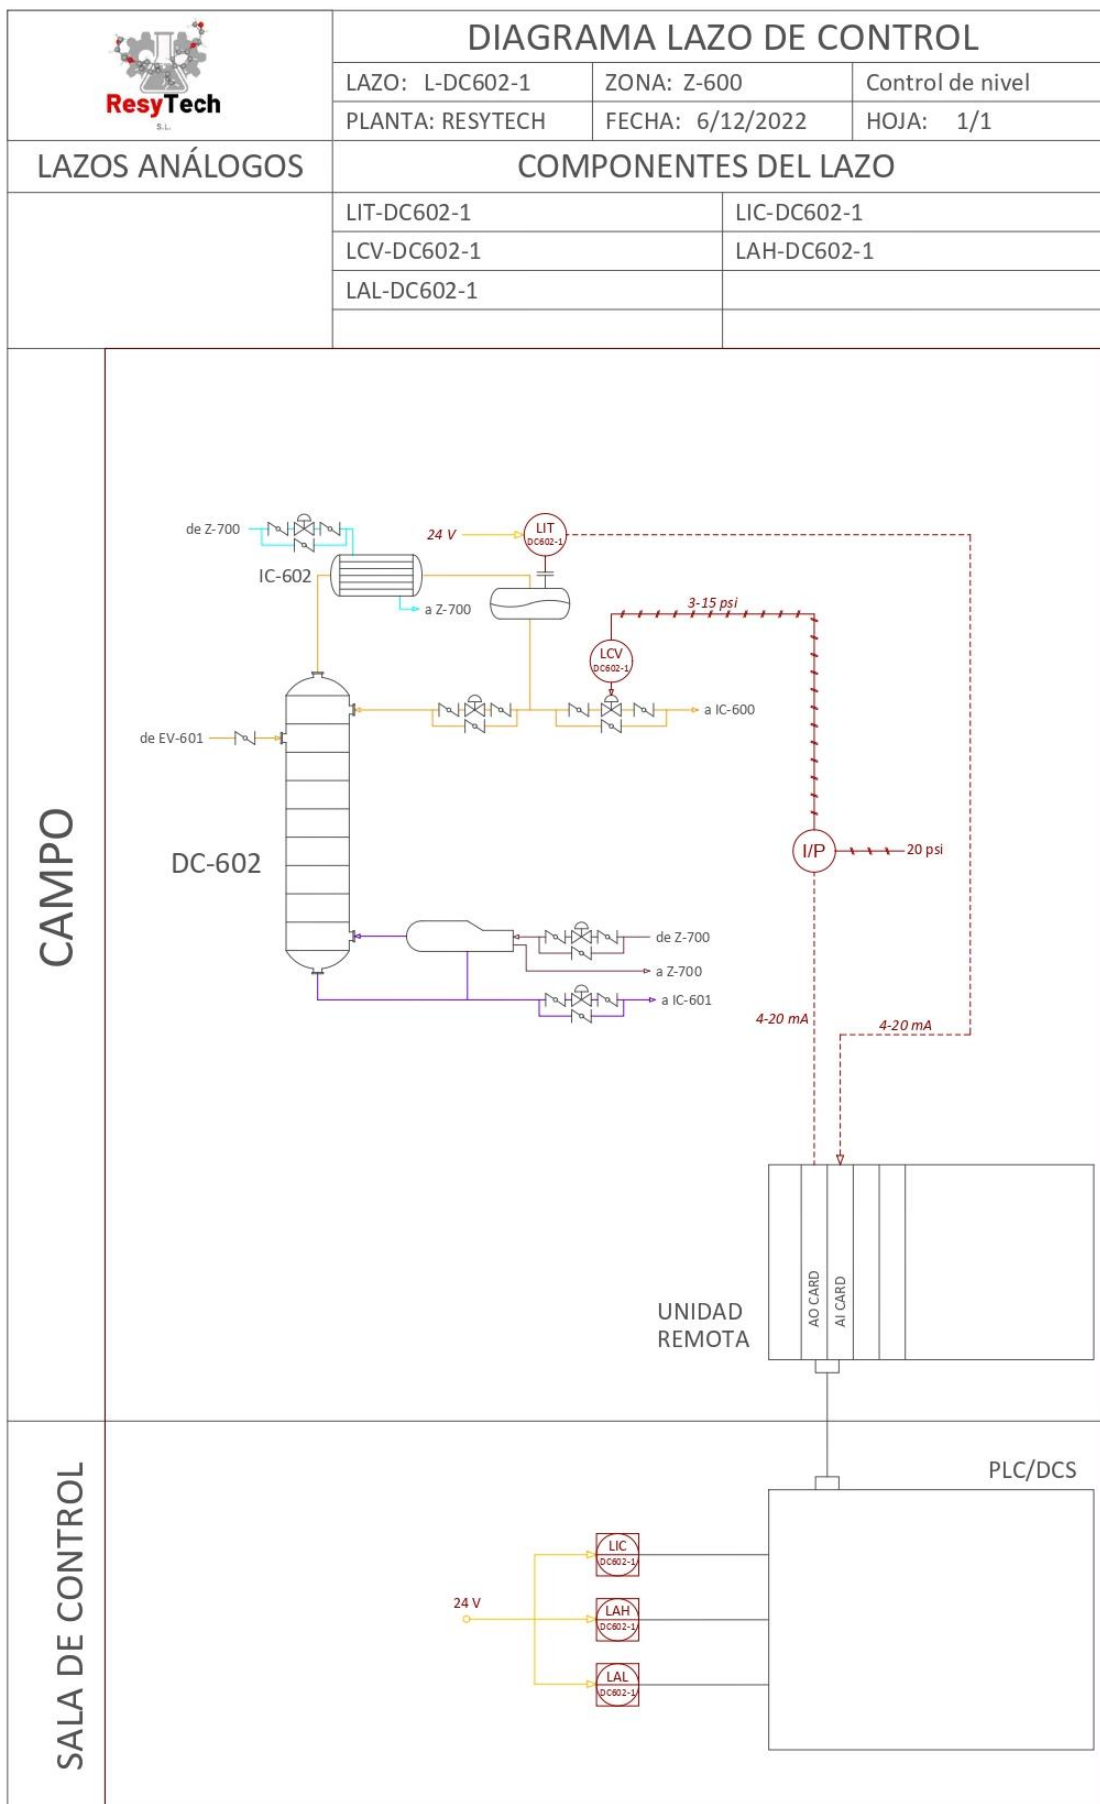 ResyTech
S.L.
DIAGRAMA LAZO DE CONTROL
LAZO: L-DC602-1
ZONA: Z-600
Control de nivel
PLANTA: RESYTECH
FECHA: 6/12/2022
HOJA: 1/1
LAZOS ANÁLOGOS
COMPONENTES DEL LAZO
LIT-DC602-1
LIC-DC602-1
LCV-DC602-1
LAH-DC602-1
LAL-DC602-1
CAMPO
de Z-700
24 V
LIT
DC602-1
IC-602
a Z-700
3-15 psi
LCV
DC602-1
a IC-600
de EV-601
I/P
20 psi
DC-602
de Z-700
a Z-700
a IC-601
4-20 mA
4-20 mA
AO CARD
AI CARD
UNIDAD
REMOTA
SALA DE CONTROL
PLC/DCS
LIC
DC602-1
24 V
LAH
DC602-1
LAL
DC602-1